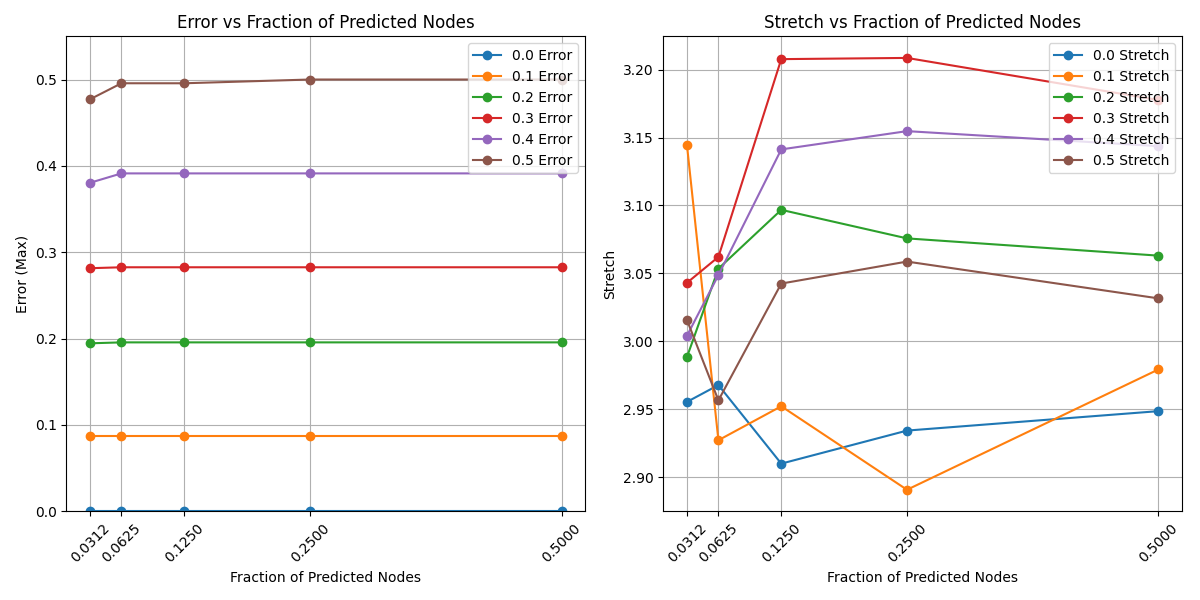 Error vs Fraction of Predicted Nodes
0.5
0.4
0.3
0.2
0.1
0.0
Error (Max)
0.0 Error
0.1 Error
0.2 Error
0.3 Error
0.4 Error
0.5 Error
0.0312
0.0625
0.1250
0.2500
0.5000
Fraction of Predicted Nodes
Stretch vs Fraction of Predicted Nodes
3.20
3.15
3.10
3.05
3.00
2.95
2.90
Stretch
0.0 Stretch
0.1 Stretch
0.2 Stretch
0.3 Stretch
0.4 Stretch
0.5 Stretch
0.0312
0.0625
0.1250
0.2500
0.5000
Fraction of Predicted Nodes